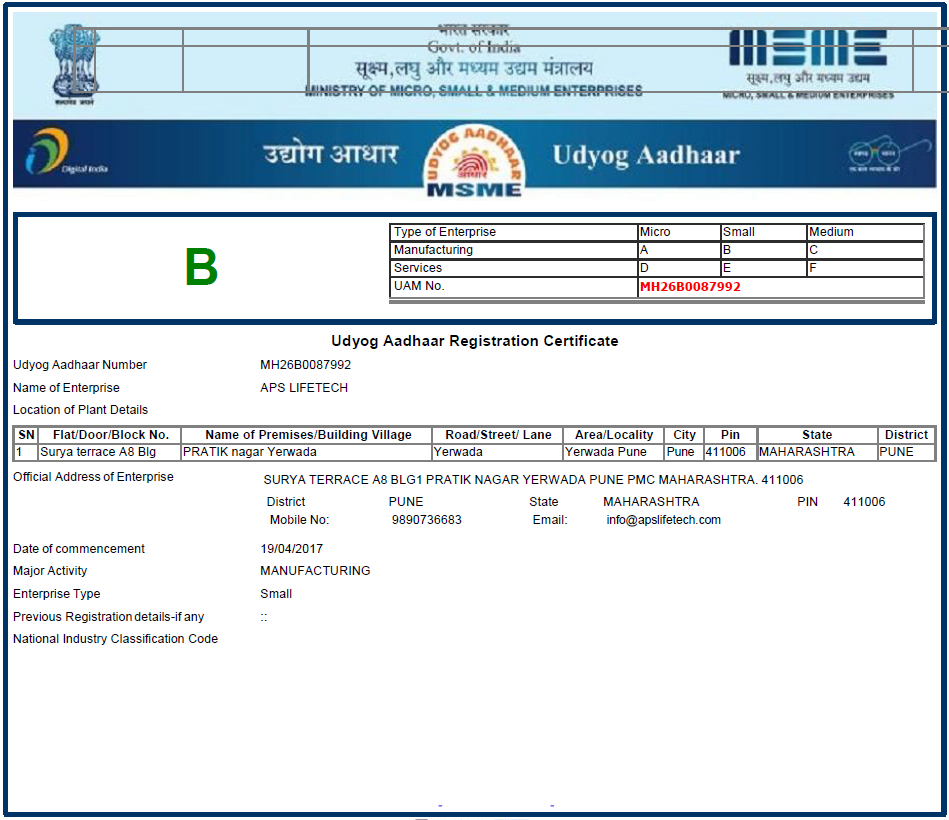 भारत सरकार
Govt. of India
सूक्ष्म,लघु और मध्यम उद्यम मंत्रालय
MINISTRY OF MICRO, SMALL & MEDIUM ENTERPRISES
सत्यमेव जयते
MSME
सूक्ष्म,लघु और मध्यम उद्यम
MICRO, SMALL & MEDIUM ENTERPRISES
Digital India
उद्योग आधार
UDYOG AADHAAR
आधार
MSME
Udyog Aadhaar
B
Type of Enterprise Micro Small Medium
Manufacturing A B C
Services D E F
UAM No. MH26B0087992
Udyog Aadhaar Registration Certificate
Udyog Aadhaar Number MH26B0087992
Name of Enterprise APS LIFETECH
Location of Plant Details
SN Flat/Door/Block No. Name of Premises/Building Village Road/Street/ Lane Area/Locality City Pin State District
1 Surya terrace A8 Blg PRATIK nagar Yerwada Yerwada Yerwada Pune Pune 411006 MAHARASHTRA PUNE
Official Address of Enterprise SURYA TERRACE A8 BLG1 PRATIK NAGAR YERWADA PUNE PMC MAHARASHTRA. 411006
District PUNE State MAHARASHTRA PIN 411006
Mobile No: 9890736683 Email: info@apslifetech.com
Date of commencement 19/04/2017
Major Activity MANUFACTURING
Enterprise Type Small
Previous Registration details-if any ::
National Industry Classification Code